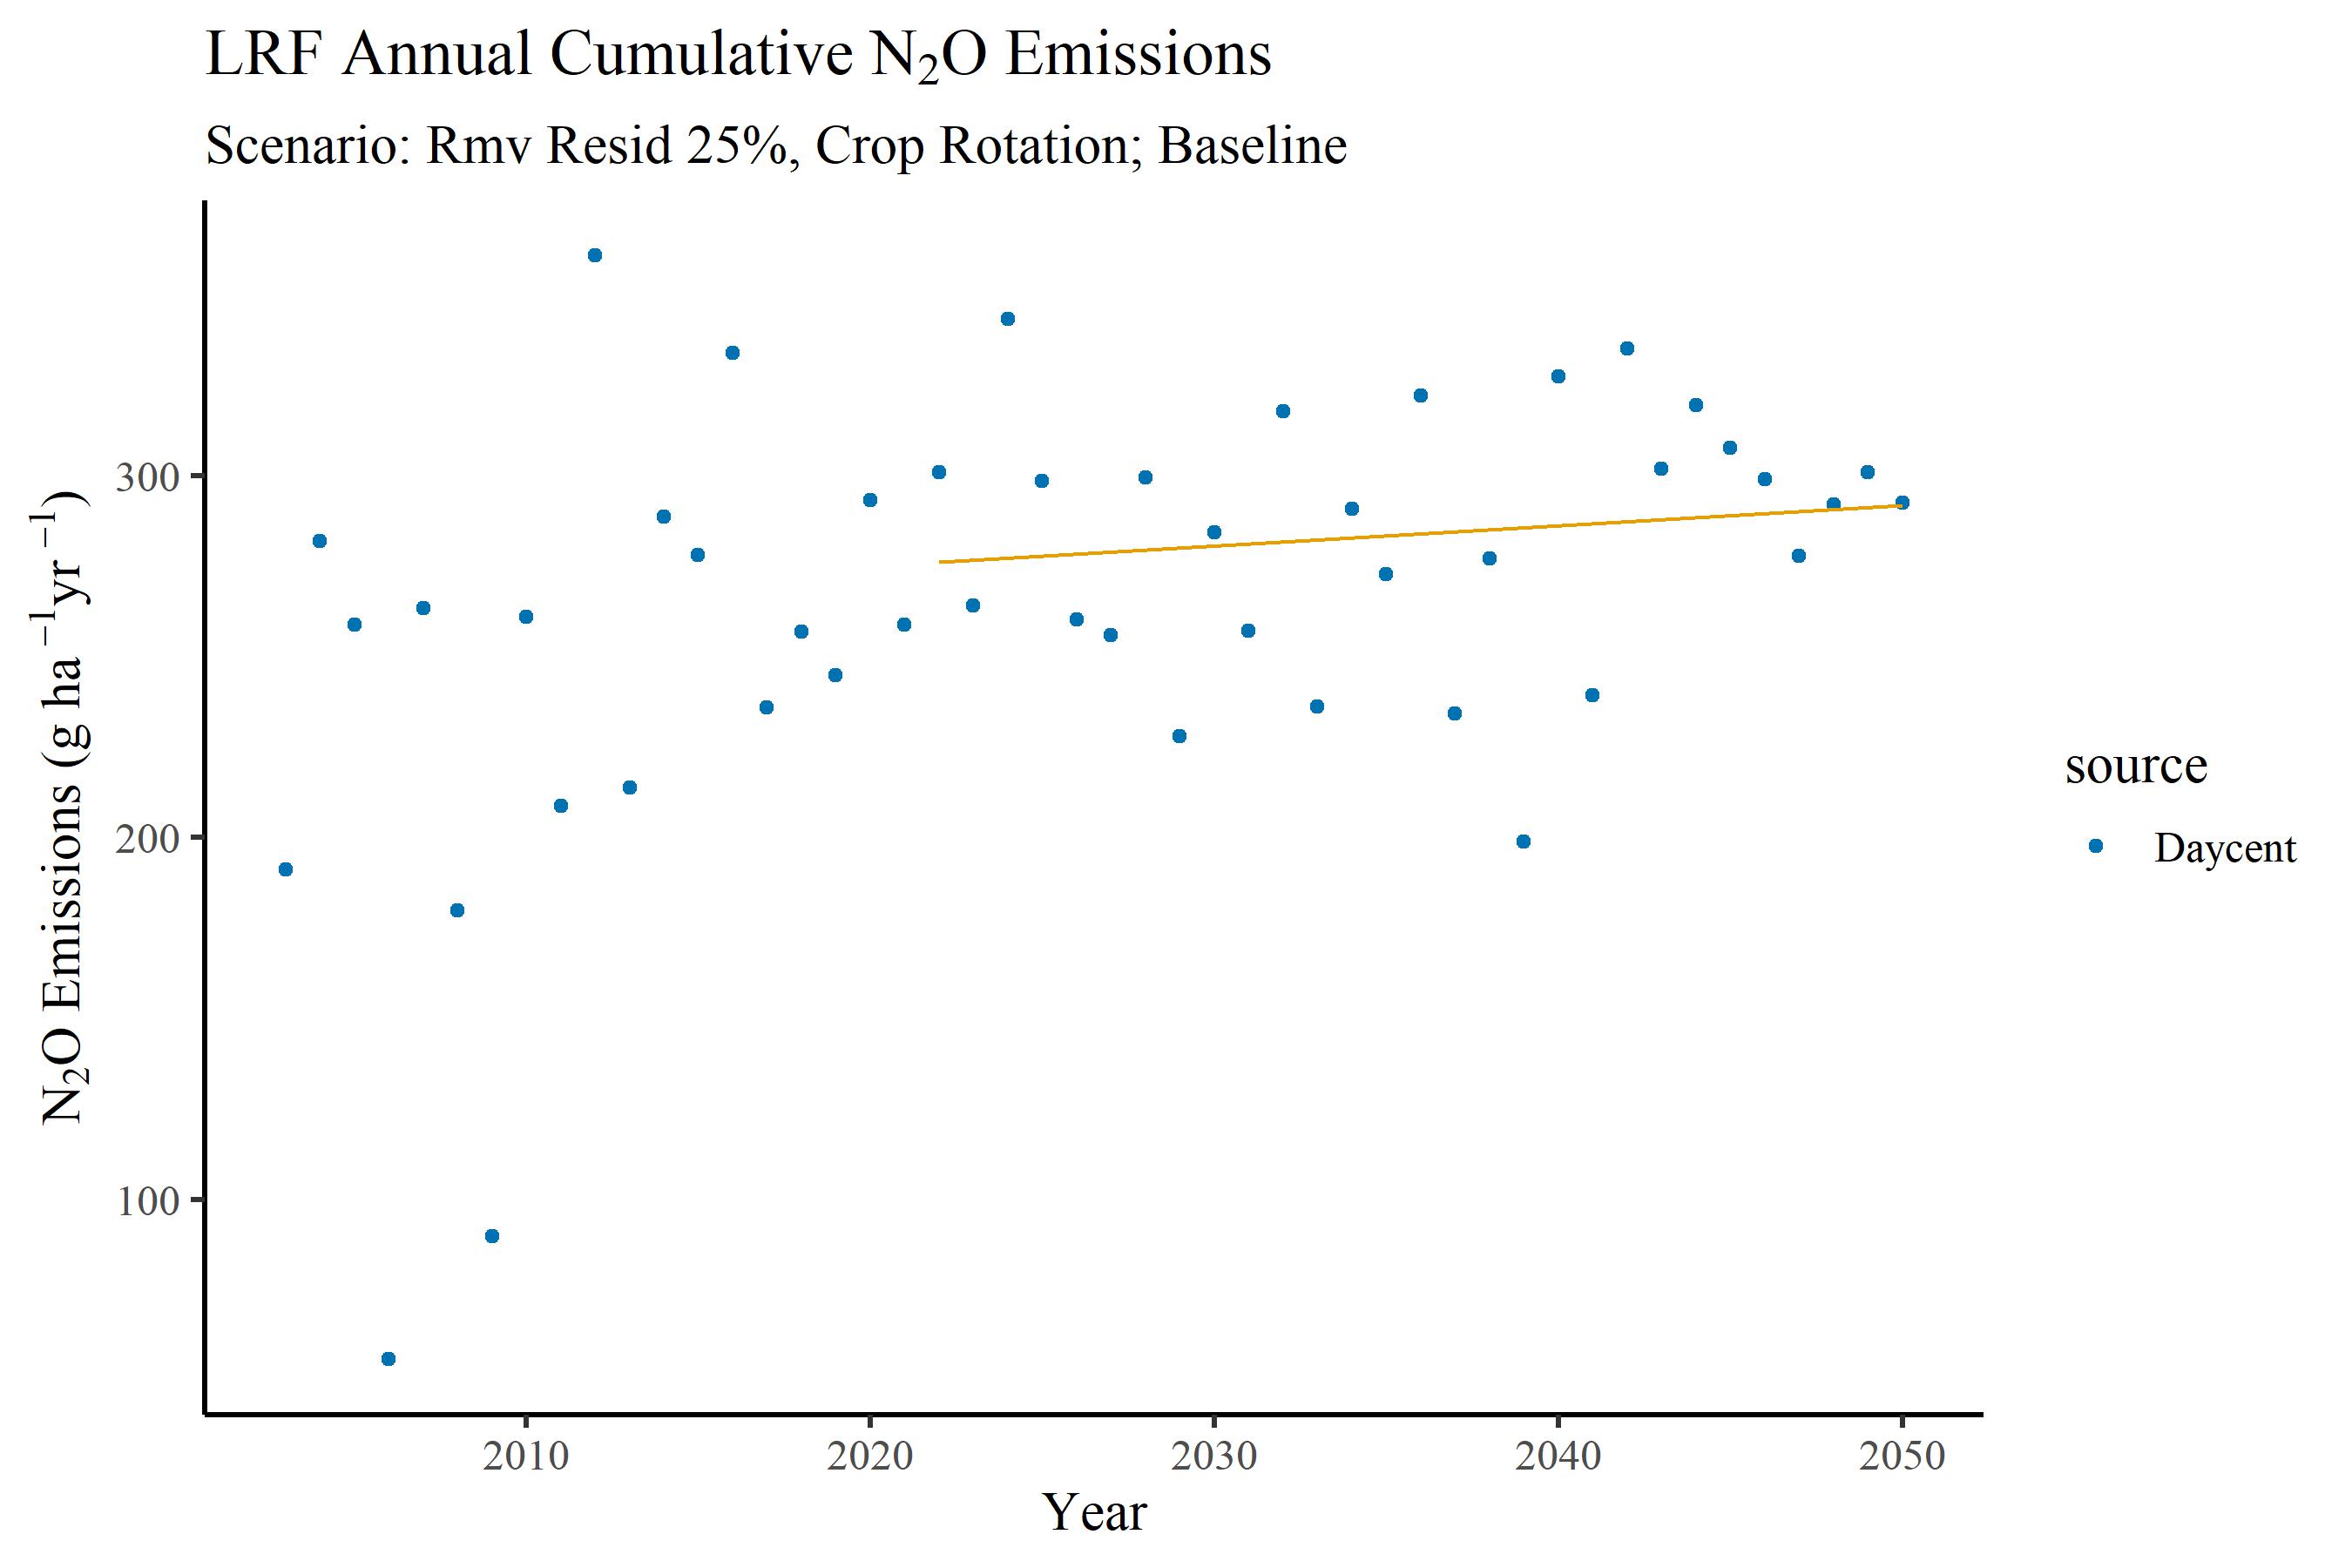 LRF Annual Cumulative N₂O Emissions
Scenario: Rmv Resid 25%, Crop Rotation; Baseline
N₂O Emissions (g ha ⁻¹yr ⁻¹)
300
200
100
2010
2020
2030
2040
2050
Year
source
Daycent